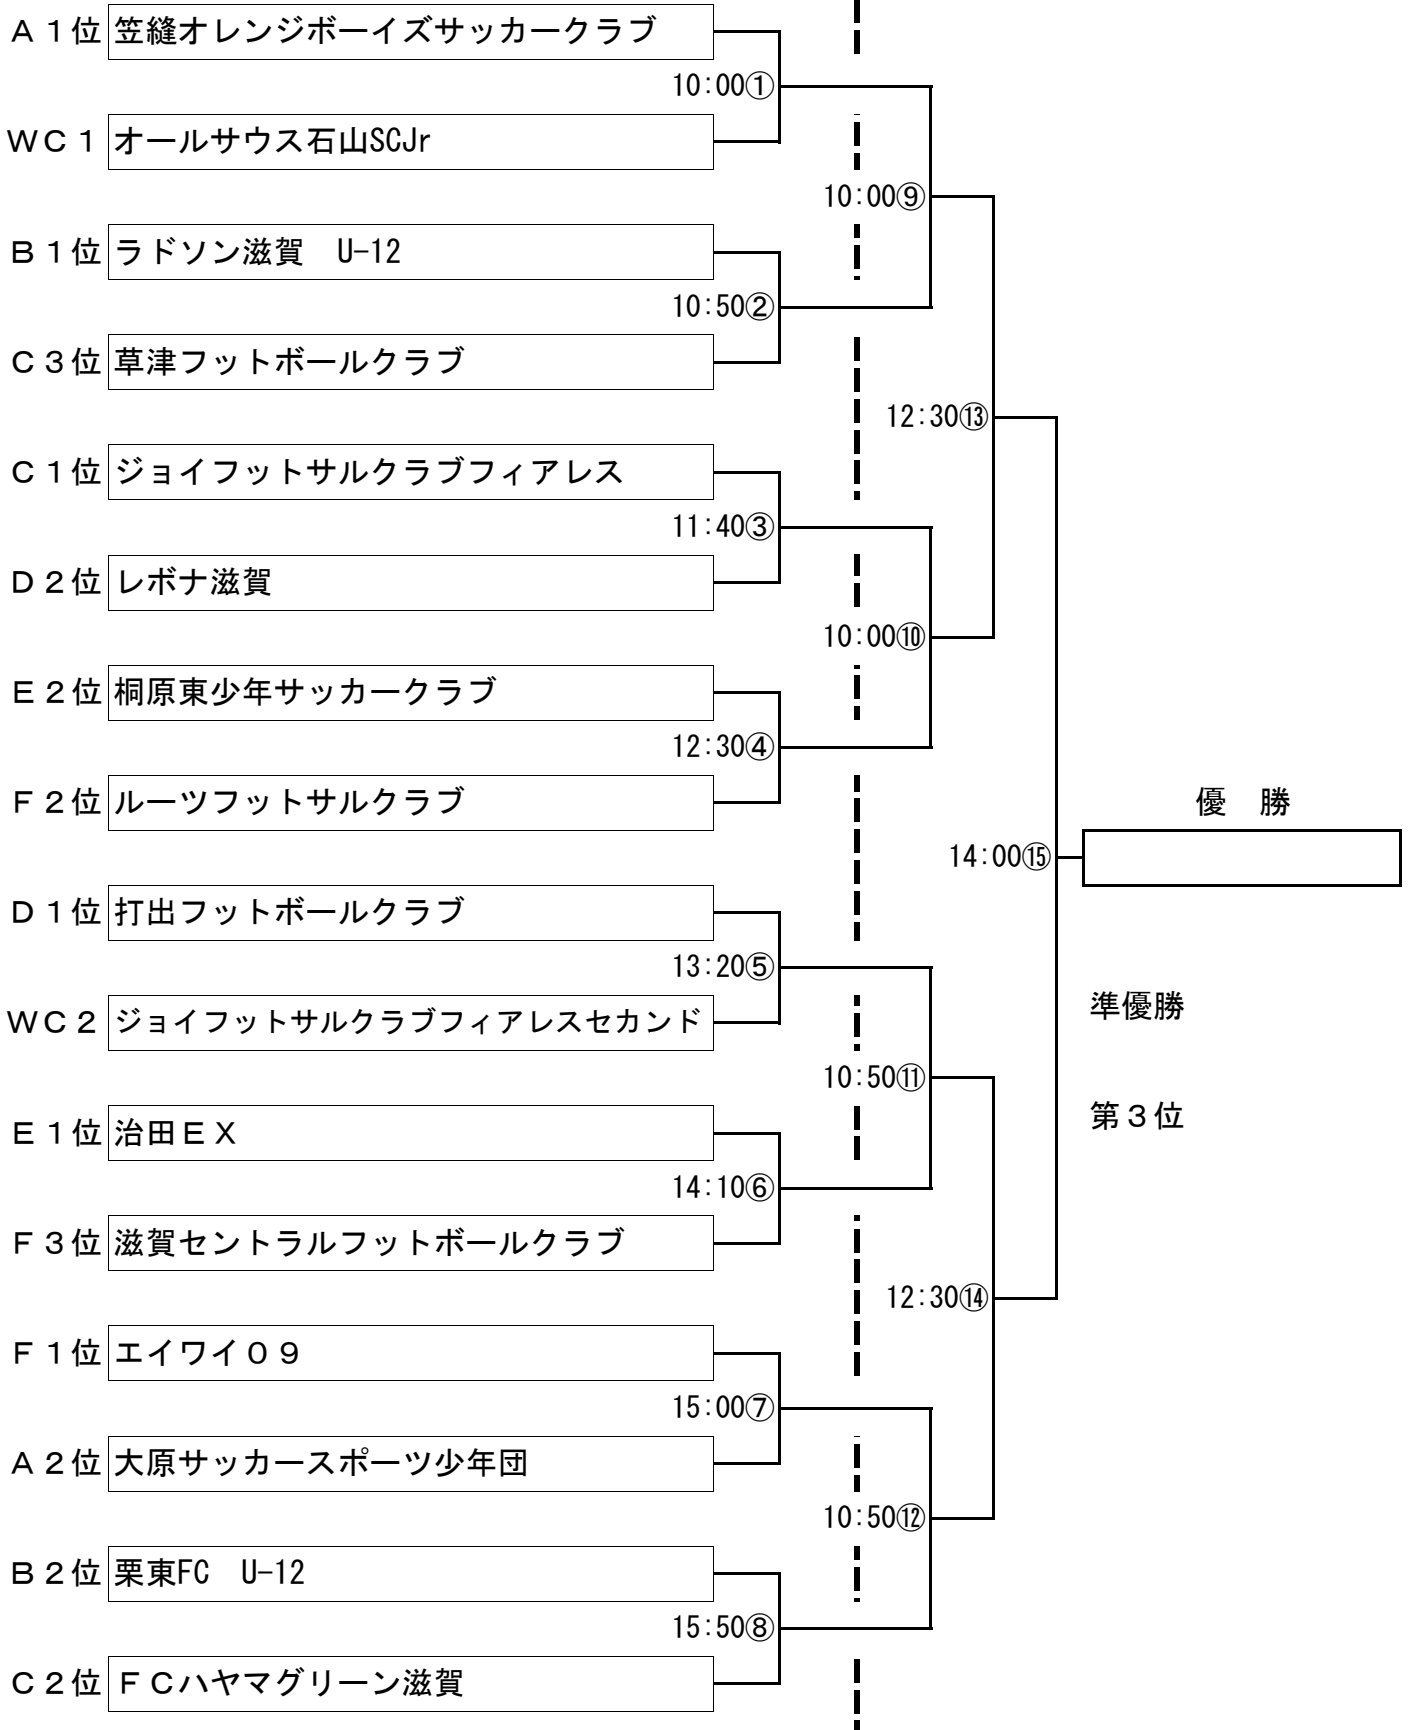 A１位 笠縫オレンジボーイズサッカークラブ
10:00①
WC１ オールサウス石山SCJr
10:00⑨
B１位 ラドソン滋賀　U-12
10:50②
C３位 草津フットボールクラブ
12:30⑬
C１位 ジョイフットサルクラブフィアレス
11:40③
D２位 レボナ滋賀
10:00⑩
E２位 桐原東少年サッカークラブ
12:30④
F２位 ルーツフットサルクラブ
優　勝
14:00⑮
D１位 打出フットボールクラブ
13:20⑤
準優勝
WC２ ジョイフットサルクラブフィアレスセカンド
10:50⑪
第３位
E１位 治田ＥＸ
14:10⑥
F３位 滋賀セントラルフットボールクラブ
12:30⑭
F１位 エイワイ０９
15:00⑦
A２位 大原サッカースポーツ少年団
10:50⑫
B２位 栗東FC　U-12
15:50⑧
C２位 ＦＣハヤマグリーン滋賀